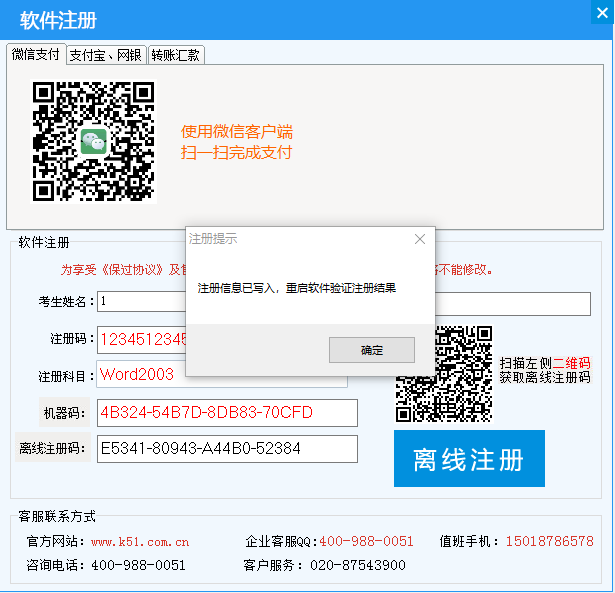 软件注册
微信支付 支付宝、网银 转账汇款
使用微信客户端
扫一扫完成支付
软件注册
注册提示
为享受《保过协议》及
不能修改。
注册信息已写入，重启软件验证注册结果
考生姓名： 1
注册码： 1234512345
确定
注册科目： Word2003
扫描左侧二维码
获取离线注册码
机器码： 4B324-54B7D-8DB83-70CFD
离线注册码： E5341-80943-A44B0-52384
离线注册
客服联系方式
官方网站：www.k51.com.cn 企业客服QQ:400-988-0051 值班手机：15018786578
咨询电话：400-988-0051 客户服务：020-87543900